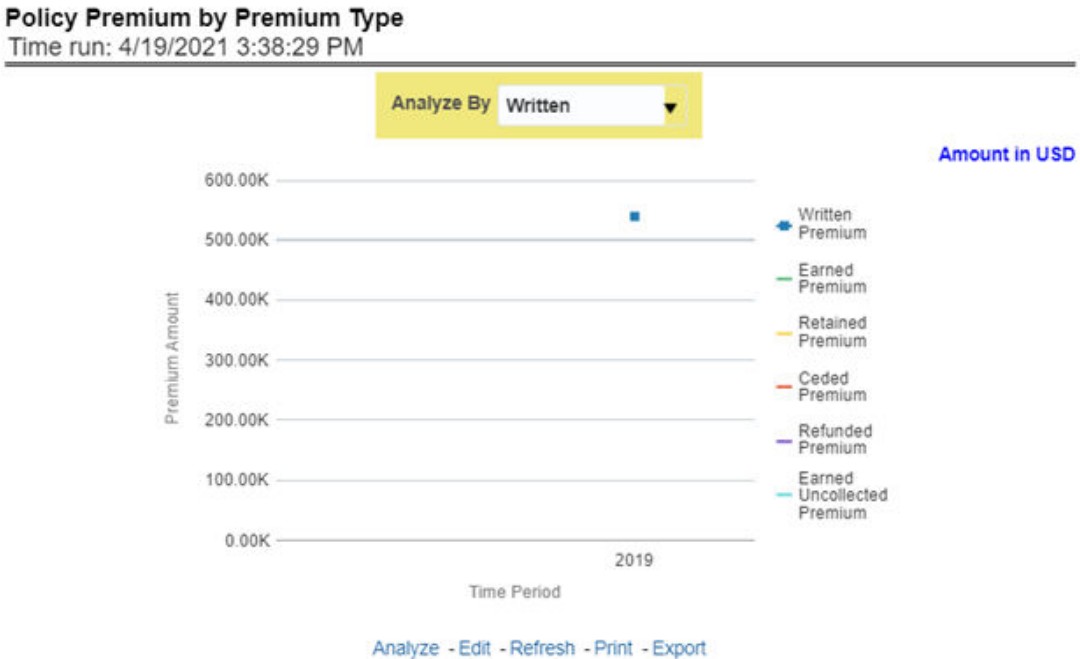 Policy Premium by Premium Type
Time run: 4/19/2021 3:38:29 PM
Analyze By Written
Amount in USD
600.00K
500.00K
400.00K
300.00K
200.00K
100.00K
0.00K
Premium Amount
2019
Time Period
Written
Premium
Earned
Premium
Retained
Premium
Ceded
Premium
Refunded
Premium
Earned
Uncollected
Premium
Analyze - Edit - Refresh - Print - Export